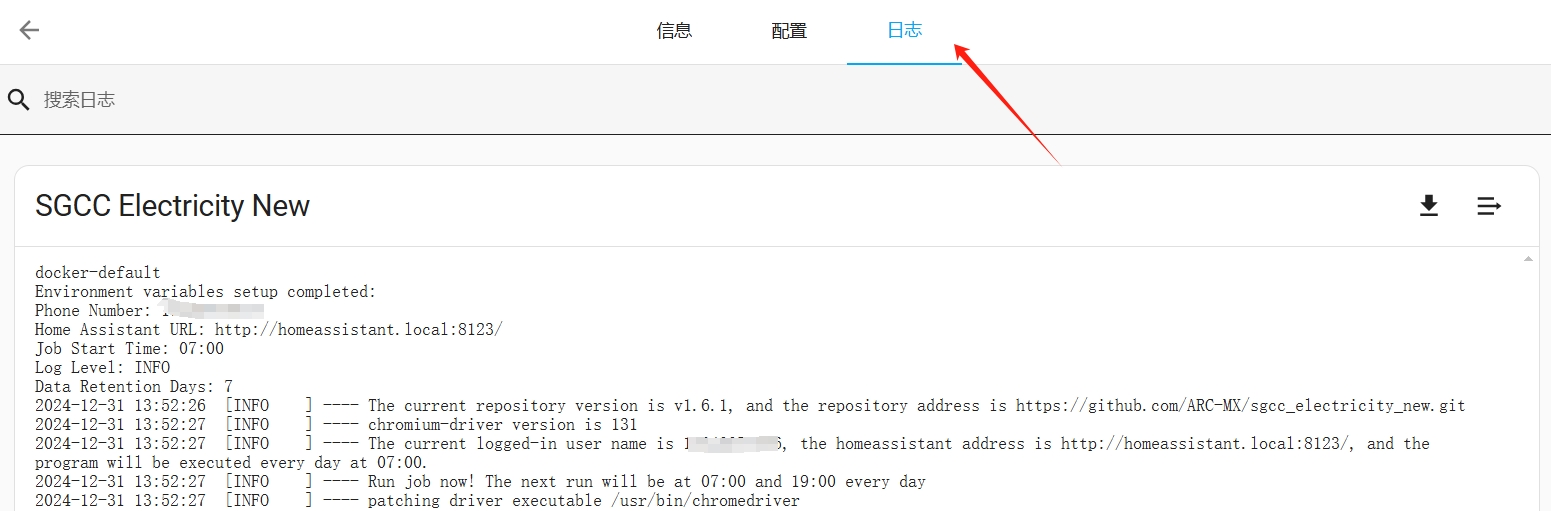 信息
配置
日志
搜索日志
SGCC Electricity New
docker-default
Environment variables setup completed:
Phone Number:
Home Assistant URL: http://homeassistant.local:8123/
Job Start Time: 07:00
Log Level: INFO
Data Retention Days: 7
2024-12-31 13:52:26  [INFO    ] ---- The current repository version is v1.6.1, and the repository address is https://github.com/ARC-MX/sgcc_electricity_new.git
2024-12-31 13:52:27  [INFO    ] ---- chromium-driver version is 131
2024-12-31 13:52:27  [INFO    ] ---- The current logged-in user name is , the homeassistant address is http://homeassistant.local:8123/, and the
program will be executed every day at 07:00.
2024-12-31 13:52:27  [INFO    ] ---- Run job now! The next run will be at 07:00 and 19:00 every day
2024-12-31 13:52:27  [INFO    ] ---- patching driver executable /usr/bin/chromedriver